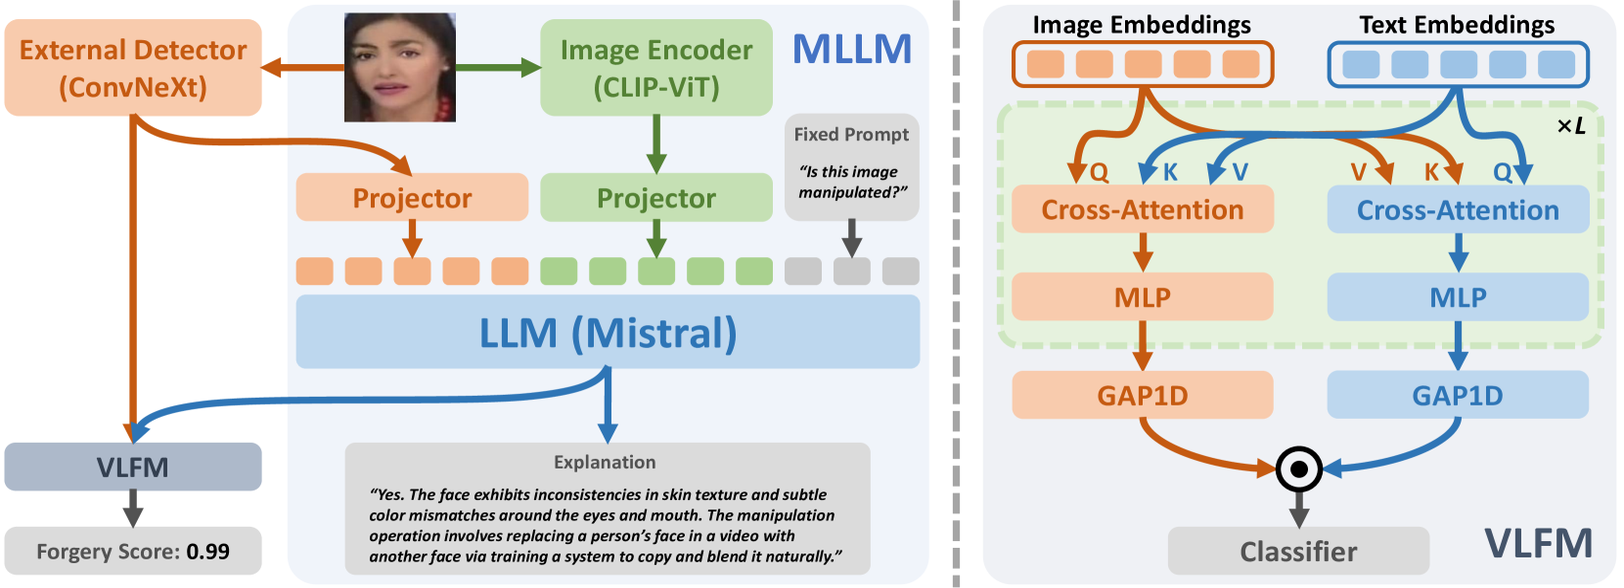 External Detector
(ConvNeXt)
Image Encoder
(CLIP-ViT)
MLLM
Fixed Prompt
“Is this image
manipulated?”
Projector
Projector
LLM (Mistral)
VLFM
Forgery Score: 0.99
Explanation
“Yes. The face exhibits inconsistencies in skin texture and subtle
color mismatches around the eyes and mouth. The manipulation
operation involves replacing a person’s face in a video with
another face via training a system to copy and blend it naturally.”
Image Embeddings
Text Embeddings
×L
Q K V V K Q
Cross-Attention
Cross-Attention
MLP
MLP
GAP1D
GAP1D
Classifier
VLFM